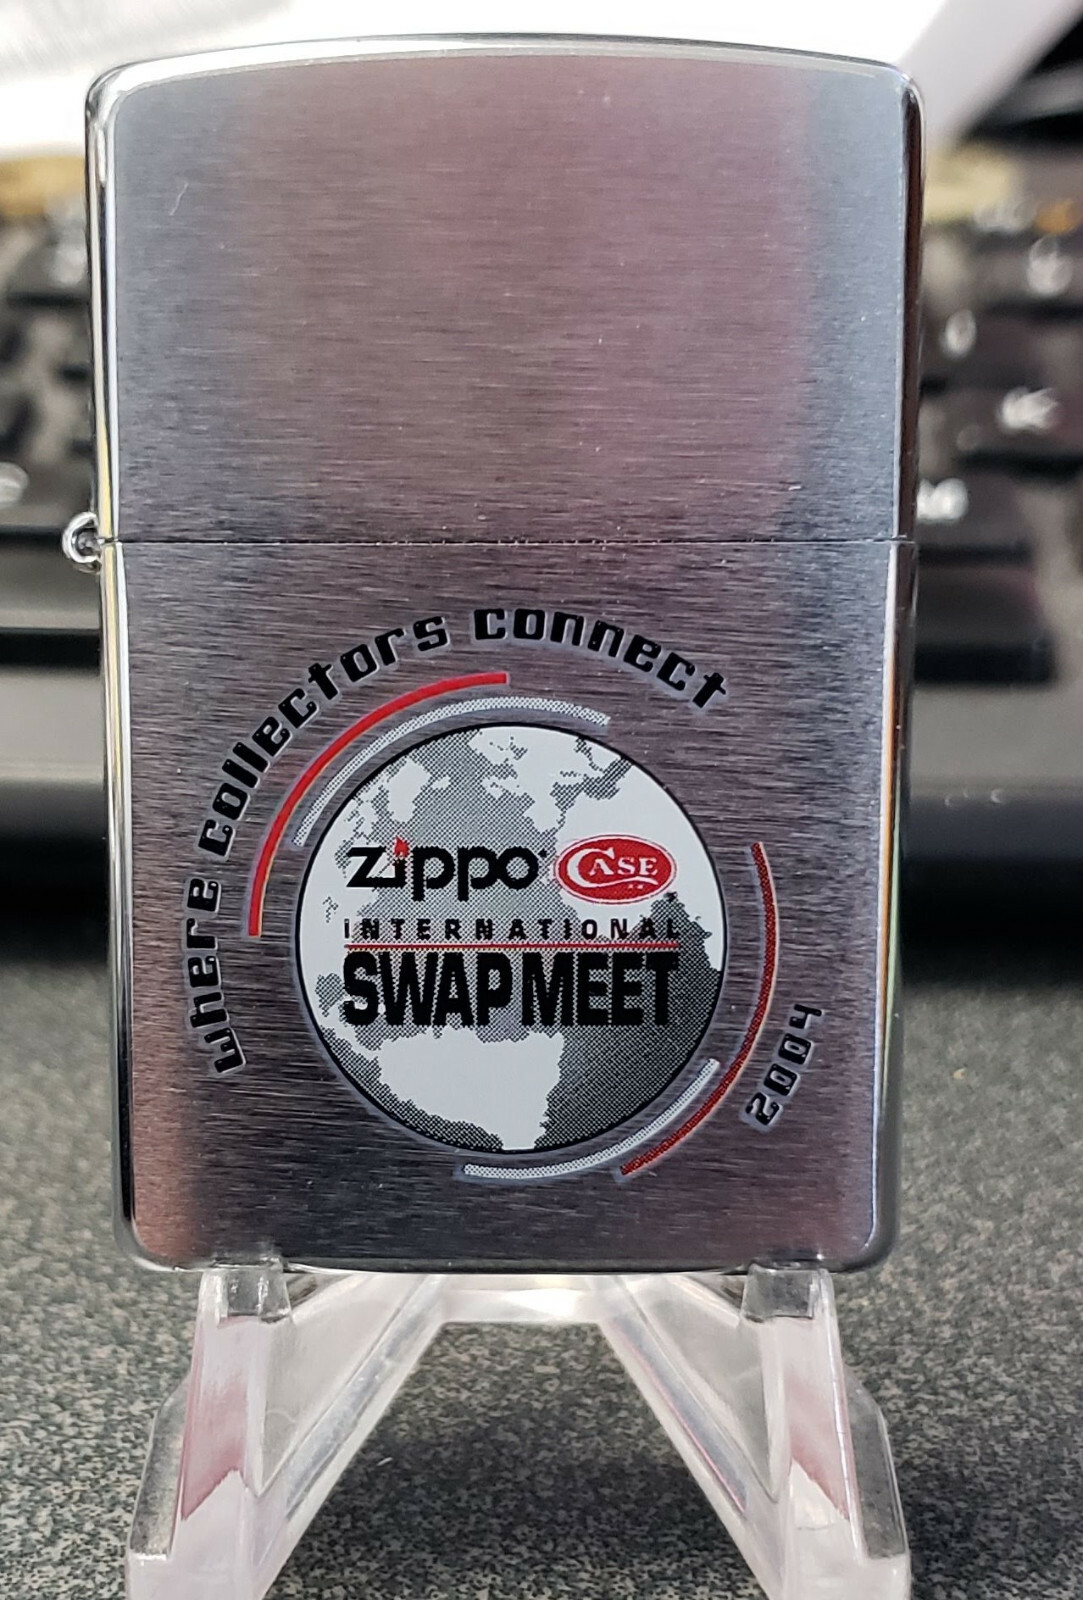 where collectors connect
zippo CASE
INTERNATIONAL
SWAP MEET
2004